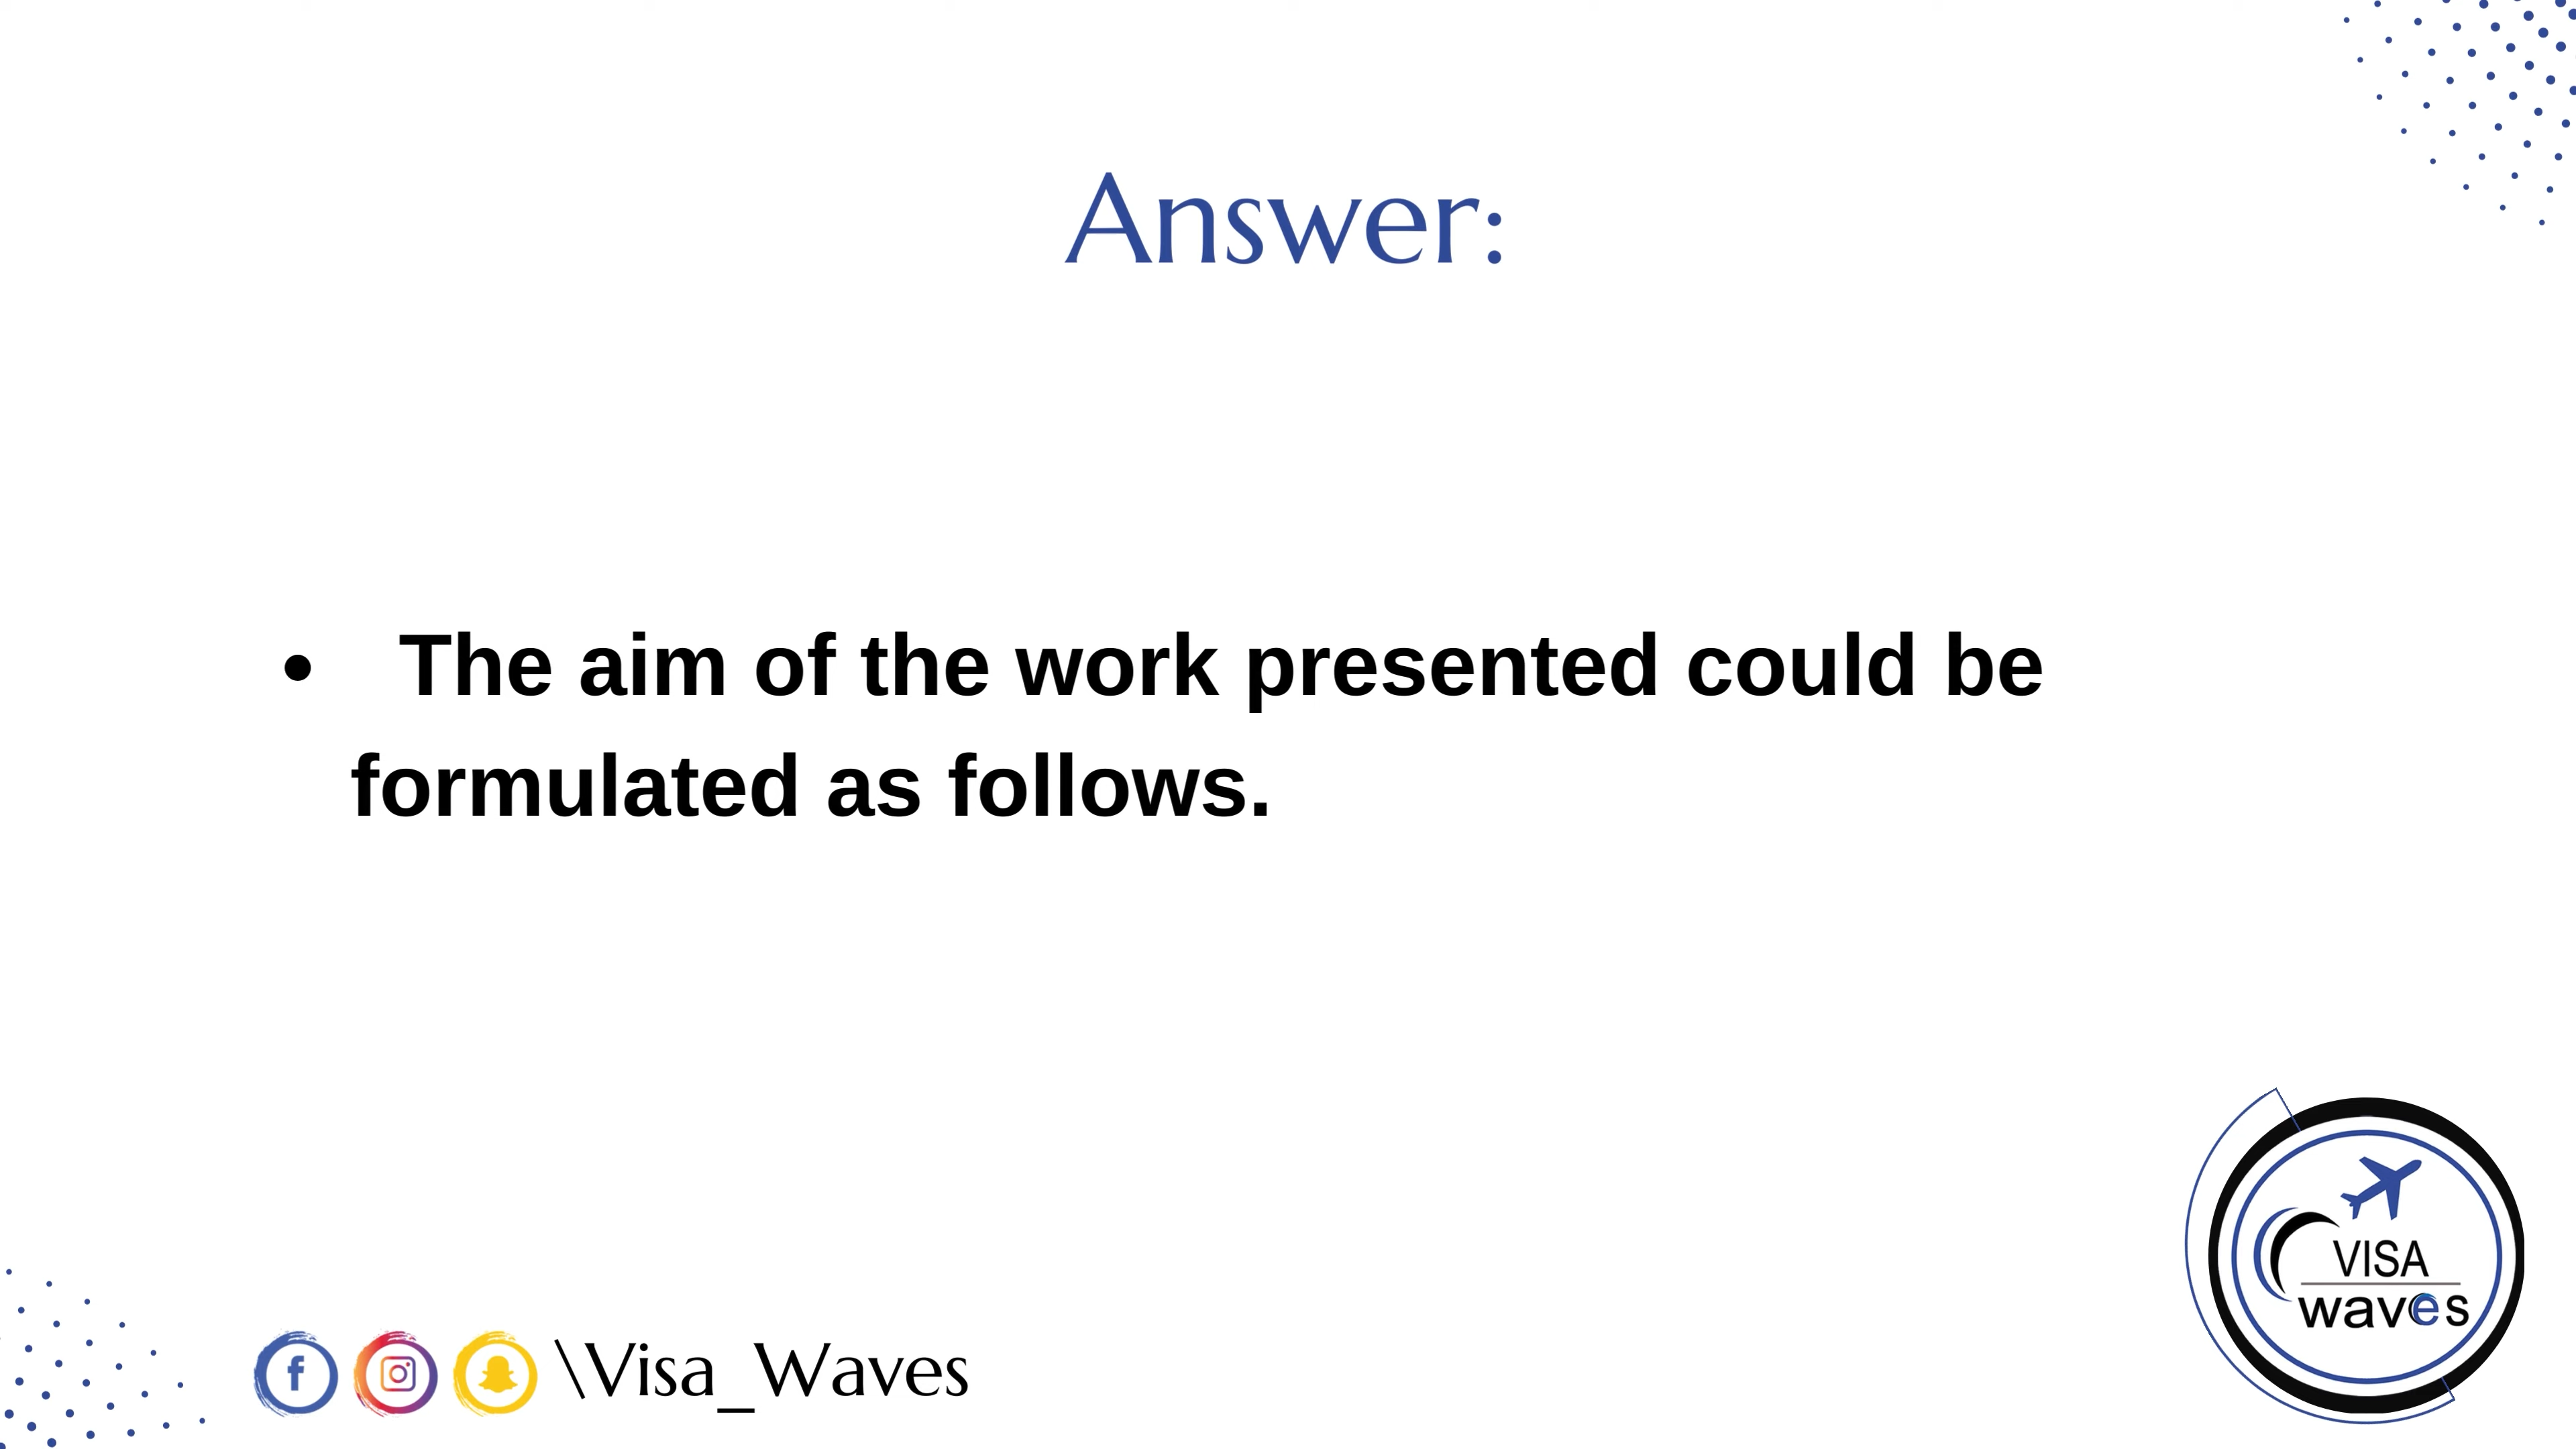 Answer:
• The aim of the work presented could be
formulated as follows.
VISA
waves
\Visa_Waves